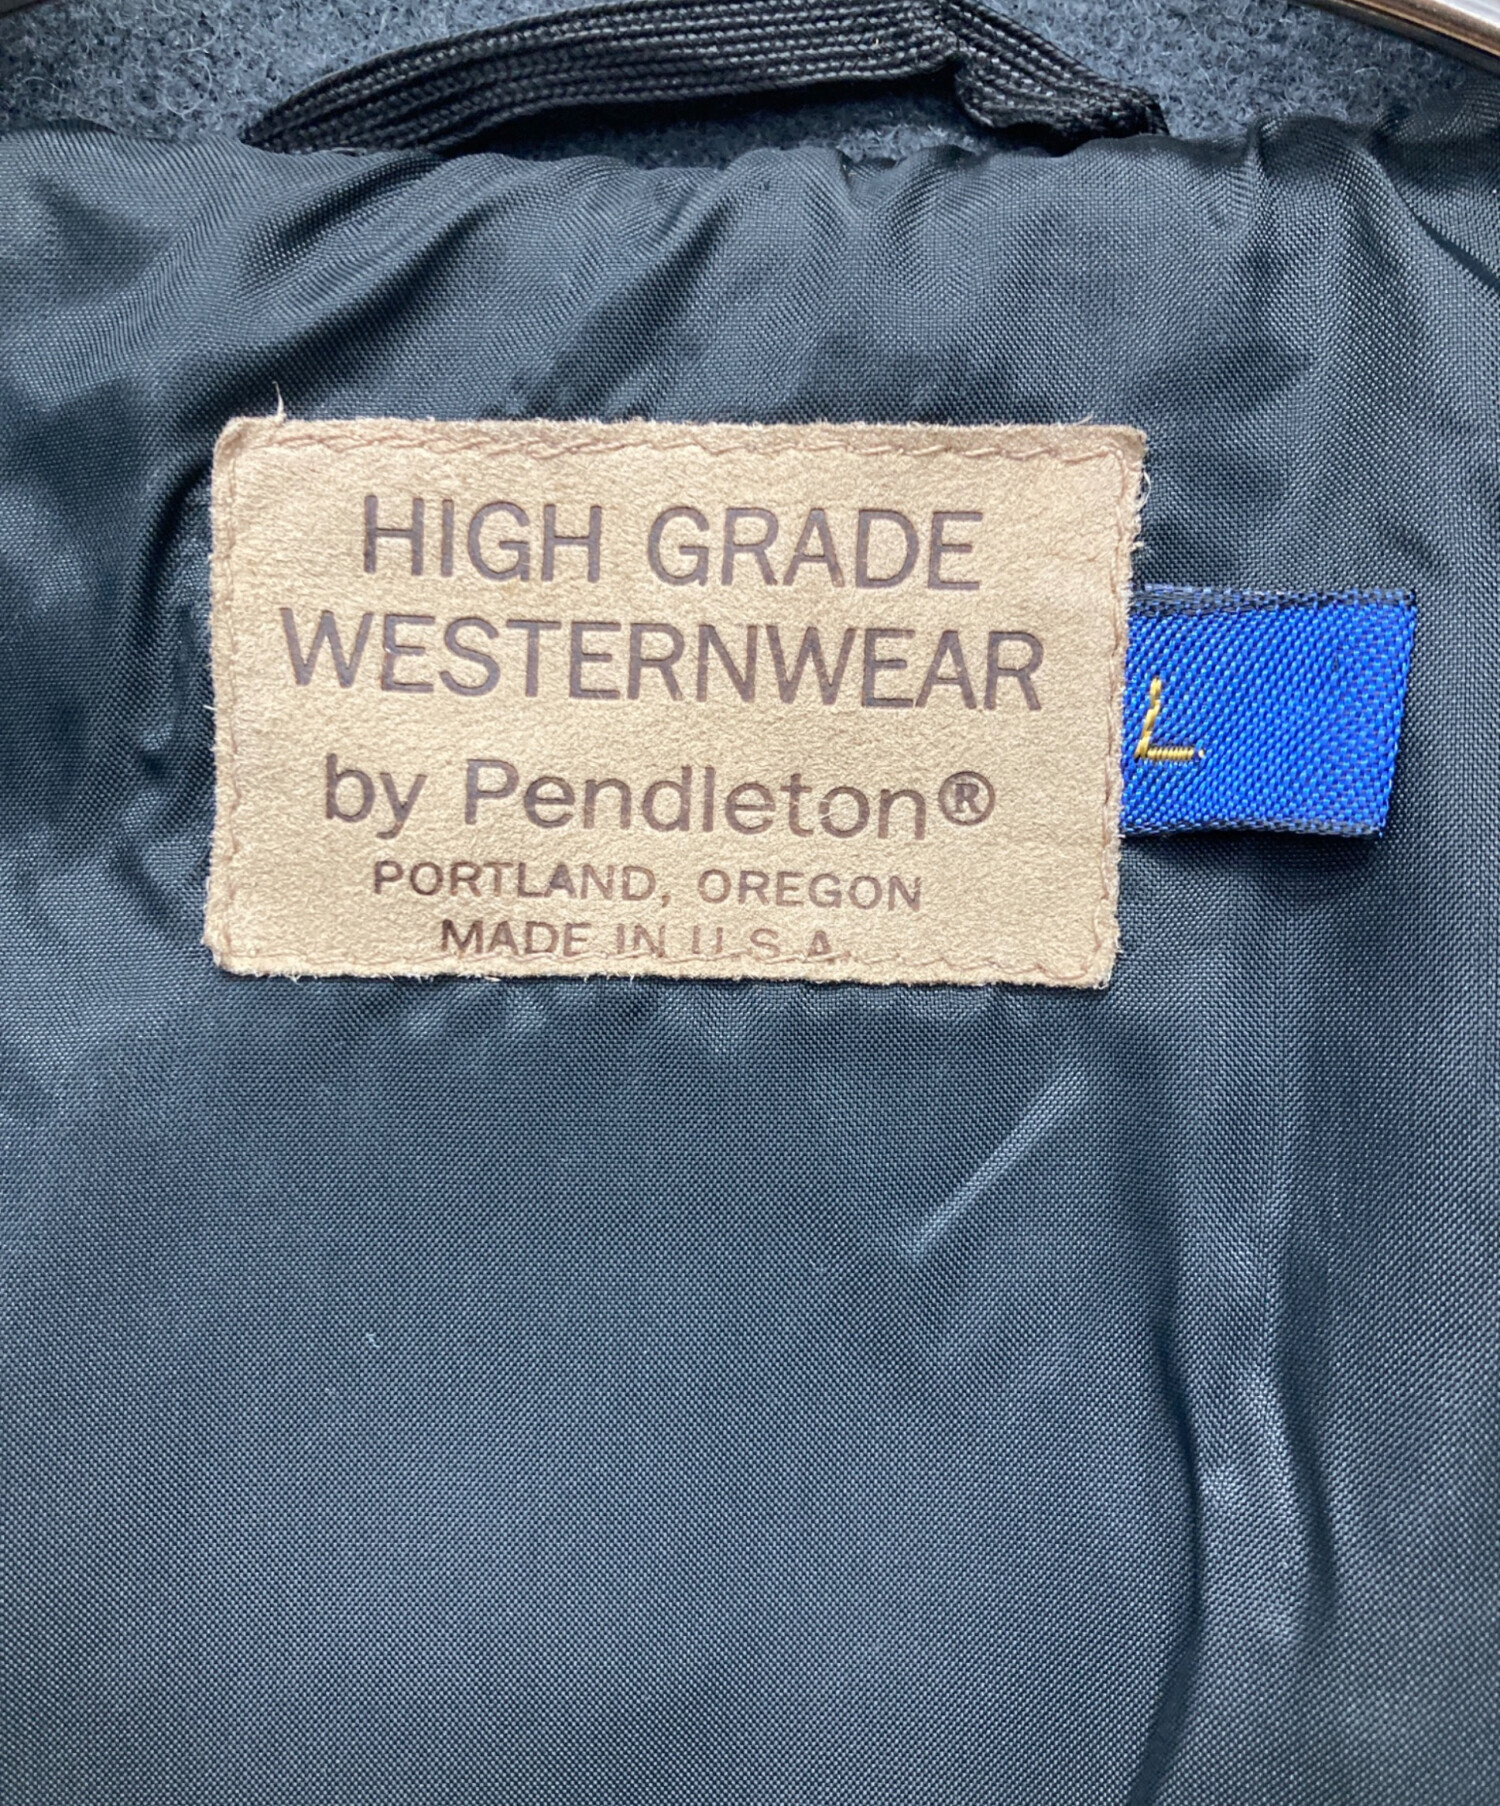 HIGH GRADE
WESTERNWEAR
by Pendleton®
PORTLAND, OREGON
MADE IN U.S.A.
L